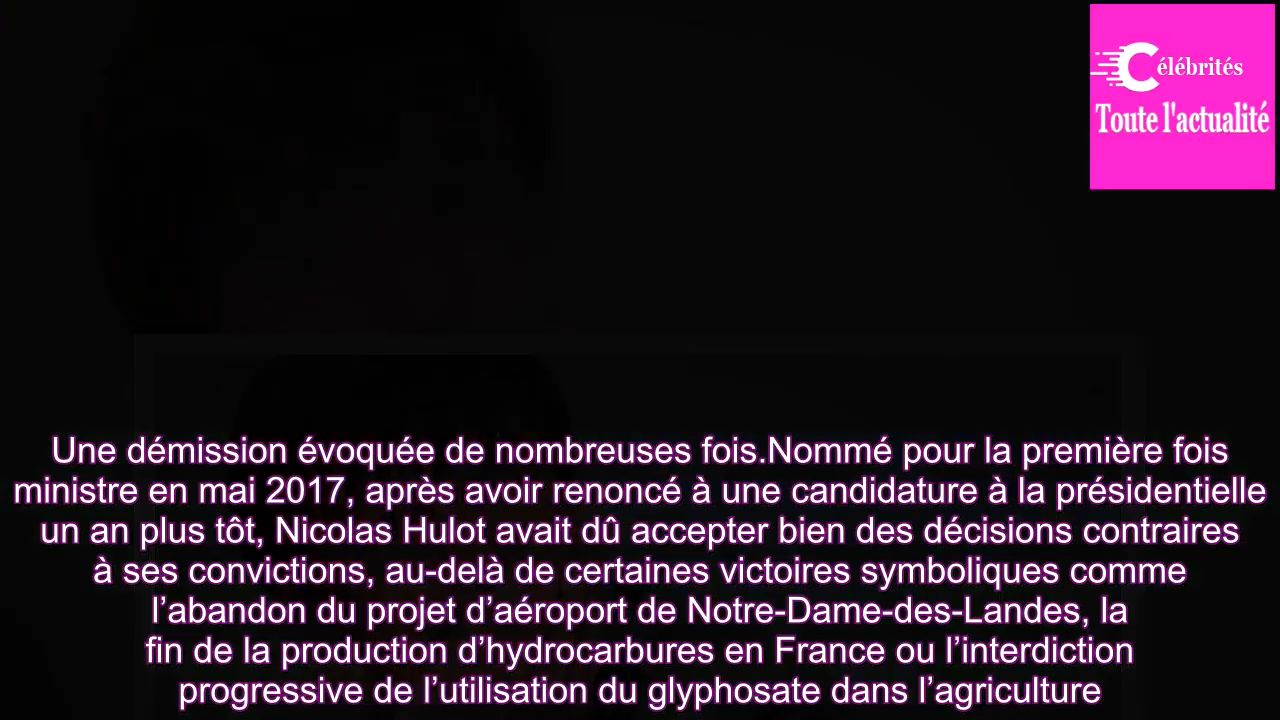 Célébrités
Toute l'actualité
Une démission évoquée de nombreuses fois.Nommé pour la première fois
ministre en mai 2017, après avoir renoncé à une candidature à la présidentielle
un an plus tôt, Nicolas Hulot avait dû accepter bien des décisions contraires
à ses convictions, au-delà de certaines victoires symboliques comme
l’abandon du projet d’aéroport de Notre-Dame-des-Landes, la
fin de la production d’hydrocarbures en France ou l’interdiction
progressive de l’utilisation du glyphosate dans l’agriculture